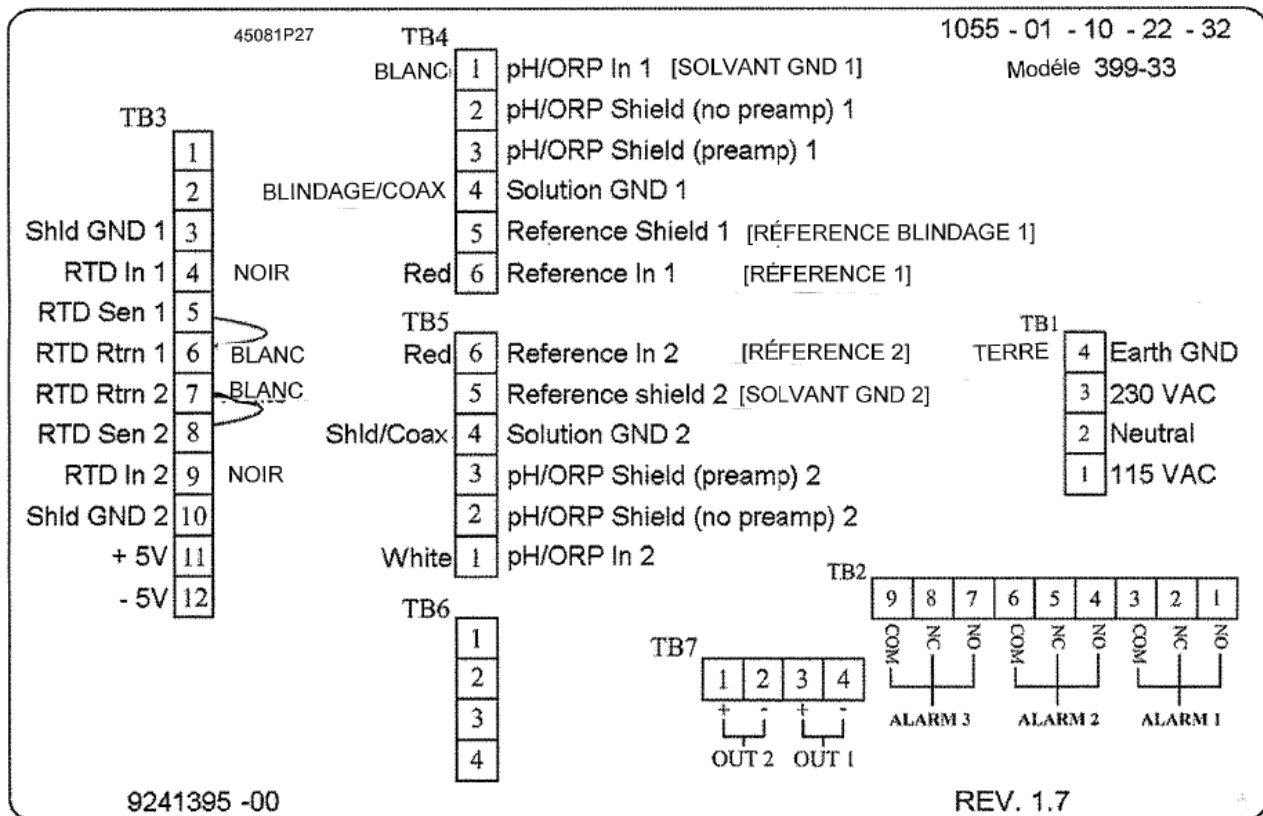 45081P27
1055 - 01 - 10 - 22 - 32
Modéle 399-33
TB4
BLANC 1 pH/ORP In 1 [SOLVANT GND 1]
2 pH/ORP Shield (no preamp) 1
3 pH/ORP Shield (preamp) 1
BLINDAGE/COAX 4 Solution GND 1
5 Reference Shield 1 [RÉFERENCE BLINDAGE 1]
Red 6 Reference In 1 [RÉFERENCE 1]
TB3
1
2
Shld GND 1 3
RTD In 1 4 NOIR
RTD Sen 1 5
RTD Rtrn 1 6 BLANC
RTD Rtrn 2 7 BLANC
RTD Sen 2 8
RTD In 2 9 NOIR
Shld GND 2 10
+ 5V 11
- 5V 12
TB5
Red 6 Reference In 2 [RÉFERENCE 2]
5 Reference shield 2 [SOLVANT GND 2]
Shld/Coax 4 Solution GND 2
3 pH/ORP Shield (preamp) 2
2 pH/ORP Shield (no preamp) 2
White 1 pH/ORP In 2
TB1
TERRE 4 Earth GND
3 230 VAC
2 Neutral
1 115 VAC
TB6
1
2
3
4
TB7
1 2 3 4
+ - + -
OUT 2 OUT 1
TB2
9 8 7 6 5 4 3 2 1
COM NC NO COM NC NO COM NC NO
ALARM 3 ALARM 2 ALARM 1
9241395 -00
REV. 1.7